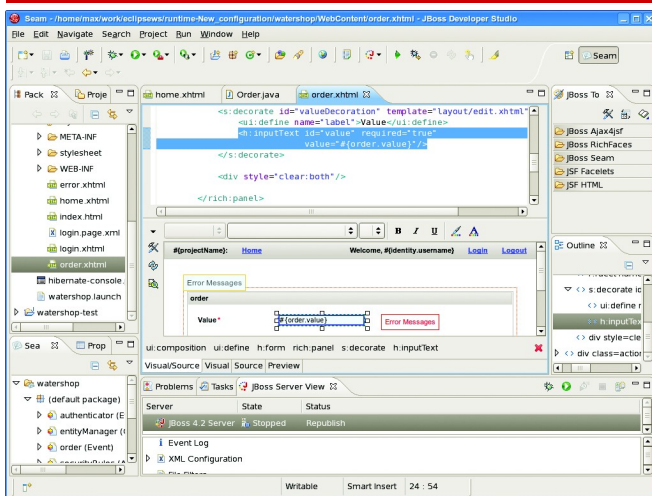 Seam - /home/max/work/eclipsews/runtime-New_configuration/watershop/WebContent/order.xhtml - JBoss Developer Studio
File Edit Navigate Search Project Run Window Help
Seam
Pack Proje
home.xhtml Order.java order.xhtml
JBoss To
META-INF
stylesheet
WEB-INF
error.xhtml
home.xhtml
index.html
login.page.xml
login.xhtml
order.xhtml
hibernate-console.
watershop.launch
watershop-test
<s:decorate id="valueDecoration" template="layout/edit.xhtml"
<ui:define name="label">Value</ui:define>
<h:inputText id="value" required="true"
value="#{order.value}"/>
</s:decorate>
<div style="clear:both"/>
</rich:panel>
B I U A
#{projectName}: Home Welcome, #{identity.username} Login Logout
Error Messages
order
Value * #{order.value} Error Messages
ui:composition ui:define h:form rich:panel s:decorate h:inputText
Visual/Source Visual Source Preview
JBoss Ajax4jsf
JBoss RichFaces
JBoss Seam
JSF Facelets
JSF HTML
Outline
s:decorate id
ui:define r
h:inputTex
div style=cle
div class=action
Sea Prop
watershop
(default package)
authenticator (E
entityManager (
order (Event)
Problems Tasks JBoss Server View
Server State Status
JBoss 4.2 Server Stopped Republish
Event Log
XML Configuration
Writable Smart Insert 24 : 54